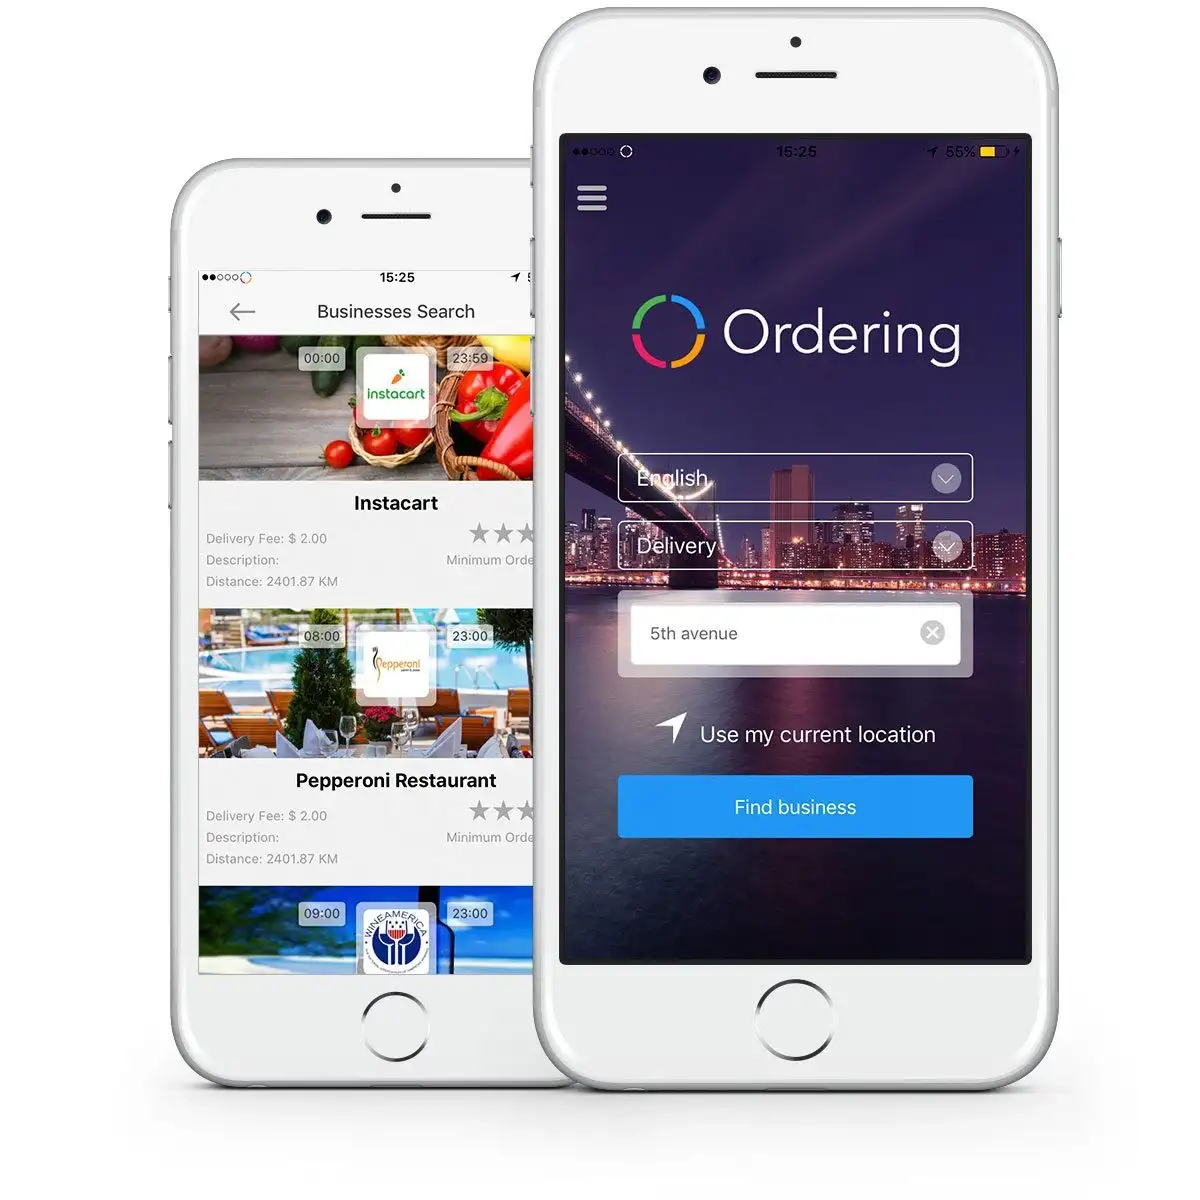 15:25
Businesses Search
00:00
23:59
instacart
Instacart
Delivery Fee: $ 2.00
Description:
Minimum Orde
Distance: 2401.87 KM
08:00
23:00
Pepperoni
Pepperoni Restaurant
Delivery Fee: $ 2.00
Description:
Minimum Orde
Distance: 2401.87 KM
09:00
23:00
WINEAMERICA
15:25
55%
Ordering
English
Delivery
5th avenue
Use my current location
Find business